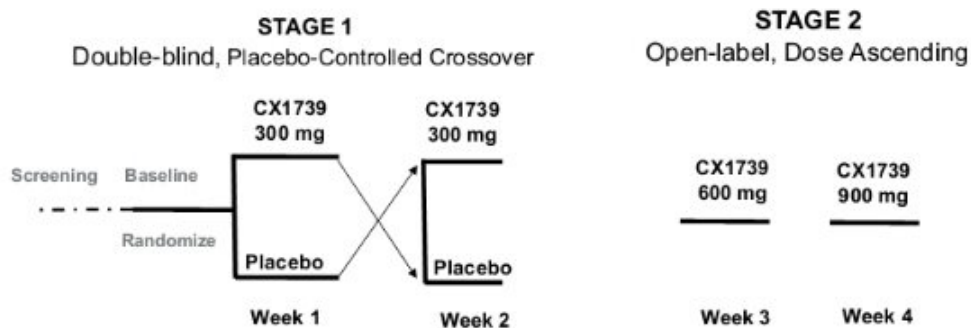 STAGE 1
Double-blind, Placebo-Controlled Crossover
STAGE 2
Open-label, Dose Ascending
CX1739
300 mg
CX1739
300 mg
Screening
Baseline
Randomize
Placebo
Placebo
Week 1
Week 2
CX1739
600 mg
CX1739
900 mg
Week 3
Week 4